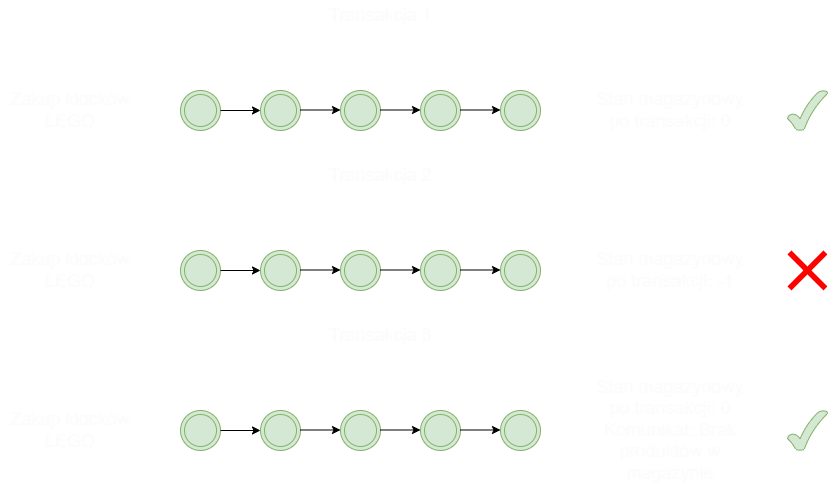 Transakcja 1
Zakup klocków
LEGO
Stan magazynowy
po transakcji: 0
Transakcja 2
Zakup klocków
LEGO
Stan magazynowy
po transakcji: -1
Transakcja 3
Zakup klocków
LEGO
Stan magazynowy
po transakcji: 0
Komunikat: Brak
produktów w
magazynie